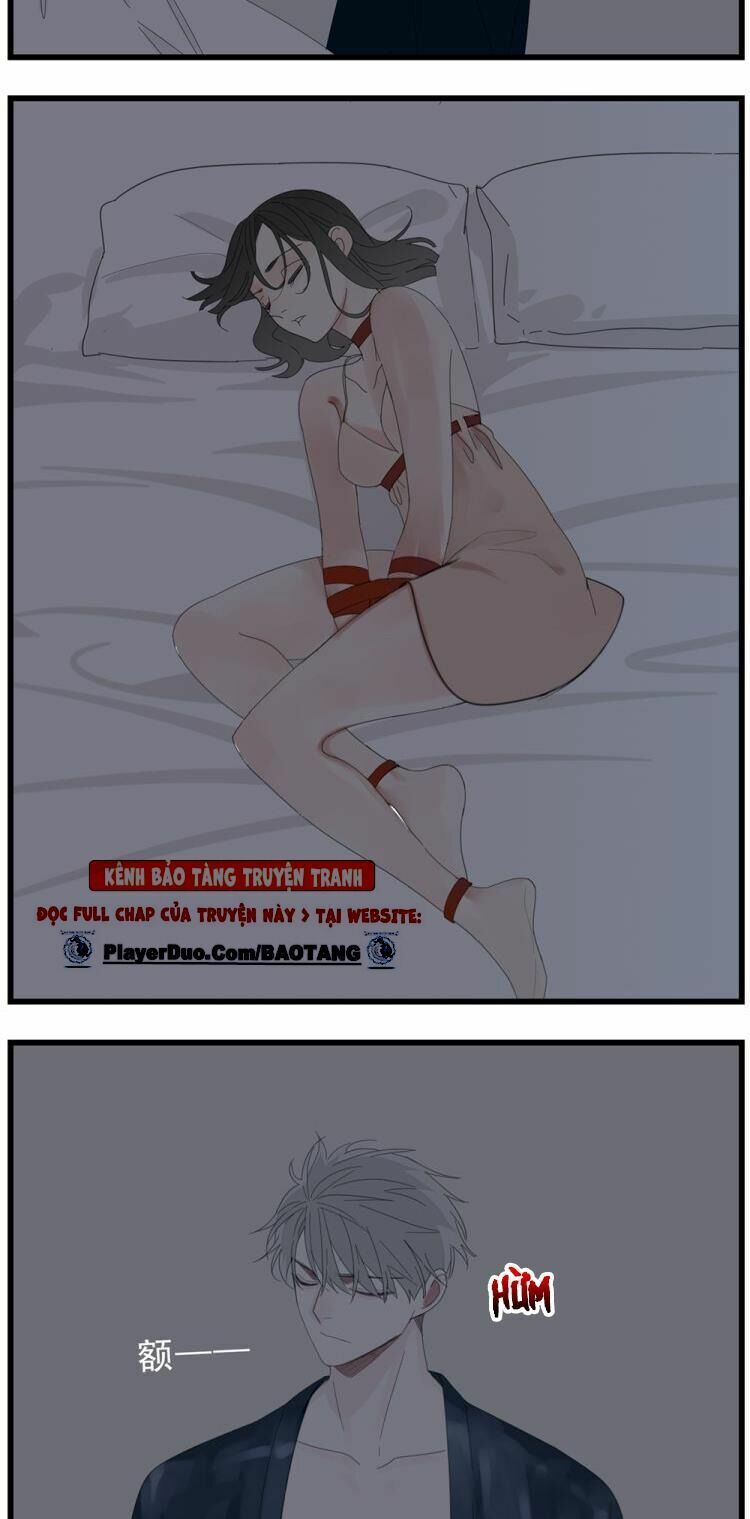 KÊNH BẢO TÀNG TRUYỆN TRANH
ĐỌC FULL CHAP CỦA TRUYỆN NÀY > TẠI WEBSITE:
PlayerDuo.Com/BAOTANG
HỪM
额——